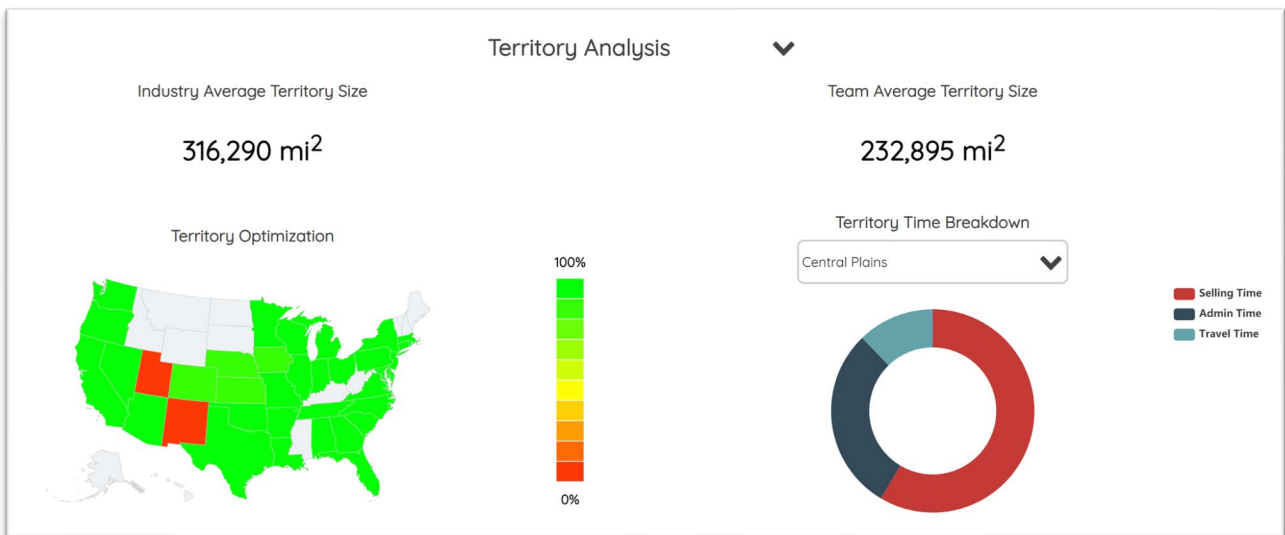 Territory Analysis
Industry Average Territory Size
316,290 mi²
Team Average Territory Size
232,895 mi²
Territory Optimization
100%
0%
Territory Time Breakdown
Central Plains
Selling Time
Admin Time
Travel Time